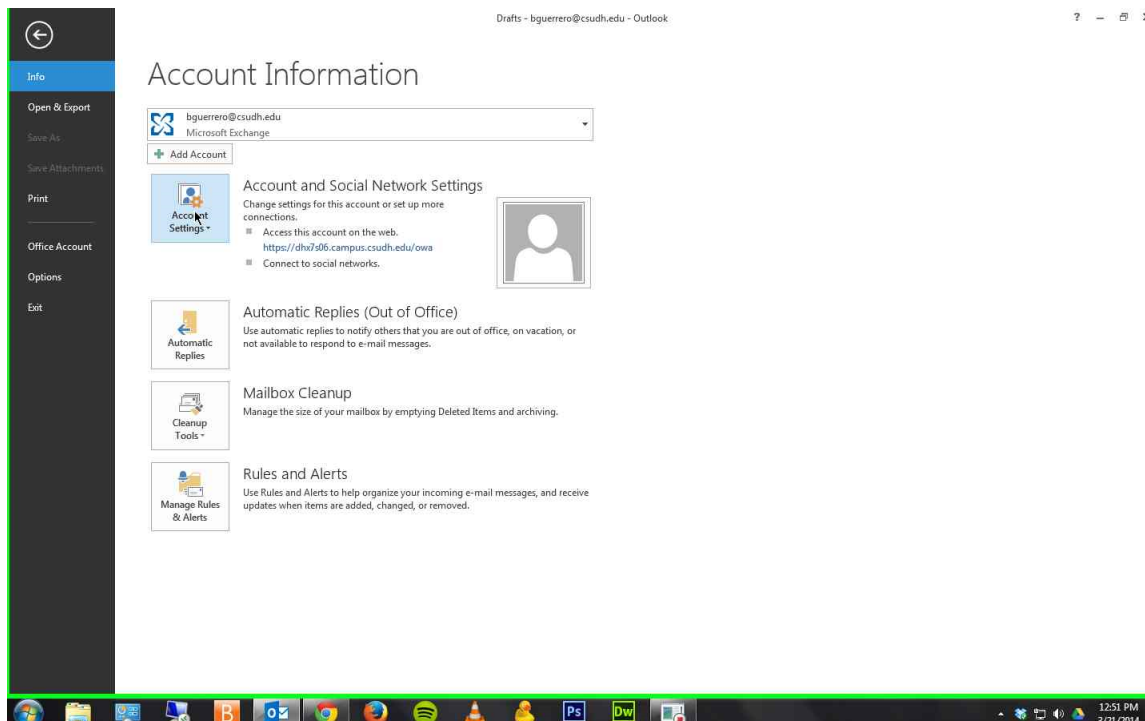 Drafts - bguerrero@csudh.edu - Outlook
?
Info
Open & Export
Save As
Save Attachments
Print
Office Account
Options
Exit
Account Information
bguerrero@csudh.edu
Microsoft Exchange
Add Account
Account
Settings
Account and Social Network Settings
Change settings for this account or set up more
connections.
Access this account on the web.
https://dhx7s06.campus.csudh.edu/owa
Connect to social networks.
Automatic
Replies
Automatic Replies (Out of Office)
Use automatic replies to notify others that you are out of office, on vacation, or
not available to respond to e-mail messages.
Cleanup
Tools
Mailbox Cleanup
Manage the size of your mailbox by emptying Deleted Items and archiving.
Manage Rules
& Alerts
Rules and Alerts
Use Rules and Alerts to help organize your incoming e-mail messages, and receive
updates when items are added, changed, or removed.
B
Ps
Dw
12:51 PM